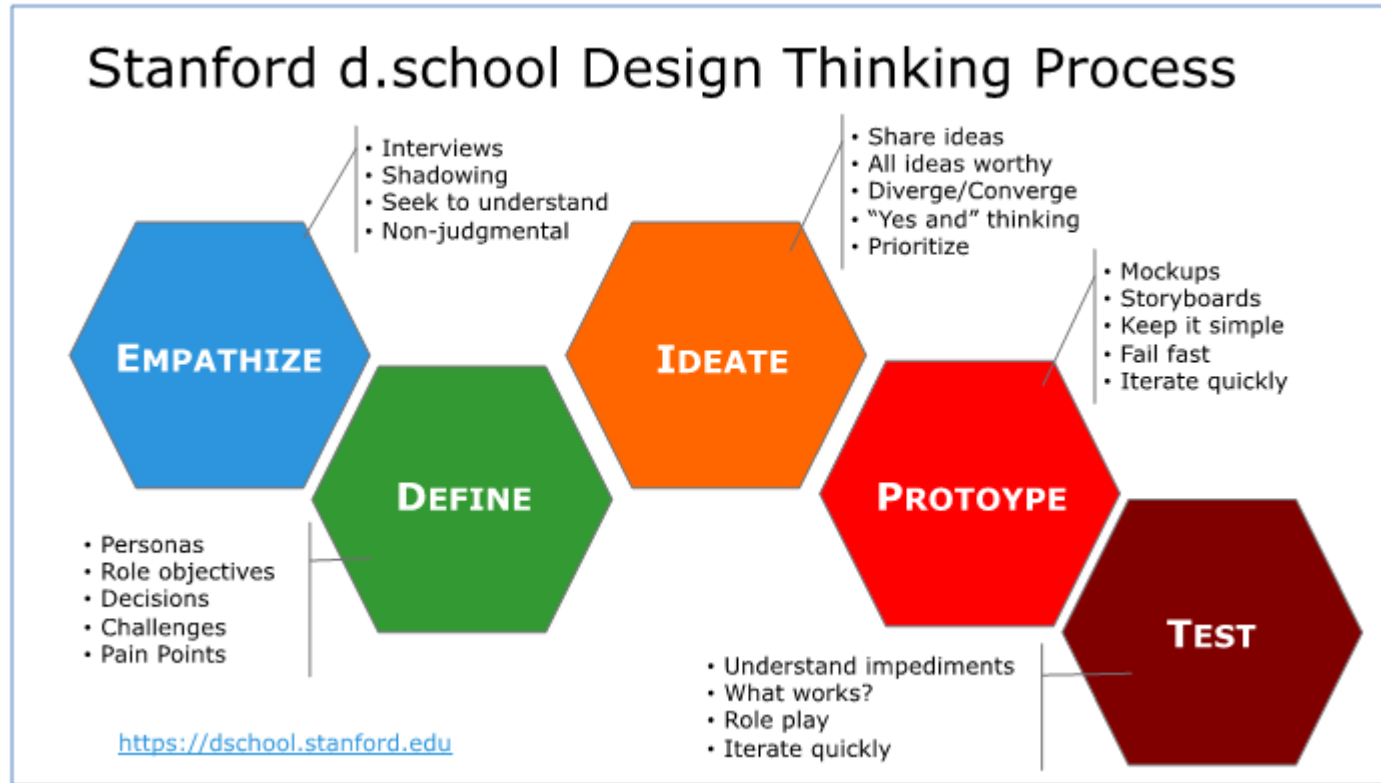 Stanford d.school Design Thinking Process
• Interviews
• Shadowing
• Seek to understand
• Non-judgmental
• Share ideas
• All ideas worthy
• Diverge/Converge
• “Yes and” thinking
• Prioritize
• Mockups
• Storyboards
• Keep it simple
• Fail fast
• Iterate quickly
EMPATHIZE
DEFINE
IDEATE
PROTOYPE
TEST
• Personas
• Role objectives
• Decisions
• Challenges
• Pain Points
• Understand impediments
• What works?
• Role play
• Iterate quickly
https://dschool.stanford.edu